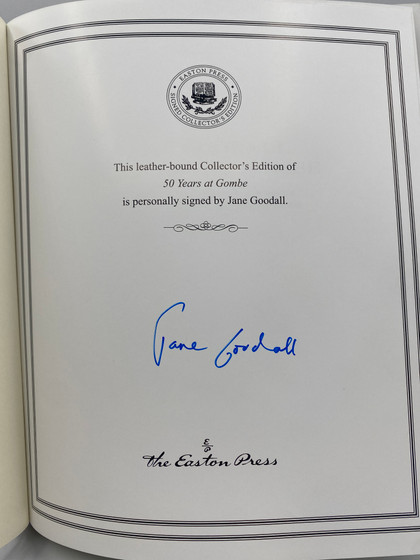 EASTON PRESS
SIGNED COLLECTOR'S EDITION
This leather-bound Collector's Edition of
50 Years at Gombe
is personally signed by Jane Goodall.
Jane Goodall
E
P
the Easton Press